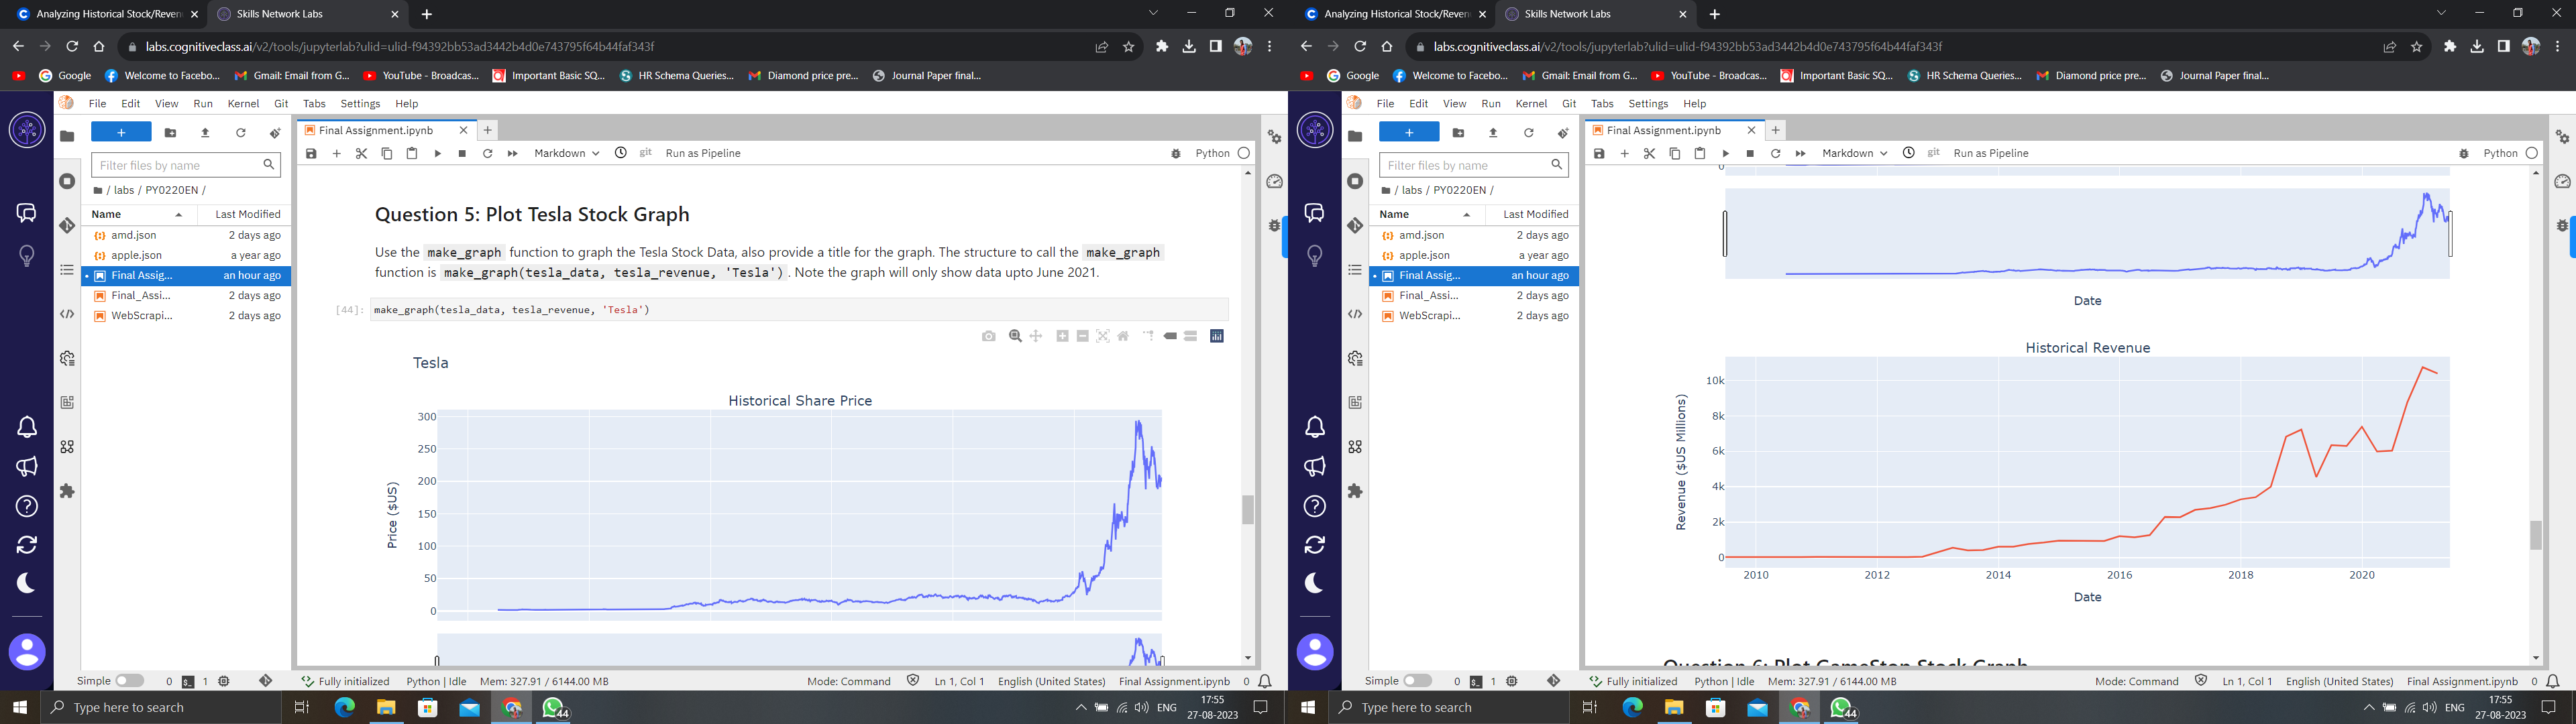 Analyzing Historical Stock/Reven
Skills Network Labs
labs.cognitiveclass.ai/v2/tools/jupyterlab?ulid=ulid-f94392bb53ad3442b4d0e743795f64b44faf343f
Google
Welcome to Facebo...
Gmail: Email from G...
YouTube - Broadcas...
Important Basic SQ...
HR Schema Queries...
Diamond price pre...
Journal Paper final...
File Edit View Run Kernel Git Tabs Settings Help
Filter files by name
/ labs / PY0220EN /
Name Last Modified
amd.json 2 days ago
apple.json a year ago
Final Assig... an hour ago
Final_Assi... 2 days ago
WebScrapi... 2 days ago
Final Assignment.ipynb
Markdown
git
Run as Pipeline
Python
Question 5: Plot Tesla Stock Graph
Use the make_graph function to graph the Tesla Stock Data, also provide a title for the graph. The structure to call the make_graph
function is make_graph(tesla_data, tesla_revenue, 'Tesla'). Note the graph will only show data upto June 2021.
[44]: make_graph(tesla_data, tesla_revenue, 'Tesla')
Tesla
Historical Share Price
Price ($US)
300
250
200
150
100
50
0
Simple 0 1 Fully initialized Python | Idle Mem: 327.91 / 6144.00 MB
Mode: Command Ln 1, Col 1 English (United States) Final Assignment.ipynb 0
Type here to search
44
ENG
17:55
27-08-2023
Analyzing Historical Stock/Reven
Skills Network Labs
labs.cognitiveclass.ai/v2/tools/jupyterlab?ulid=ulid-f94392bb53ad3442b4d0e743795f64b44faf343f
Google
Welcome to Facebo...
Gmail: Email from G...
YouTube - Broadcas...
Important Basic SQ...
HR Schema Queries...
Diamond price pre...
Journal Paper final...
File Edit View Run Kernel Git Tabs Settings Help
Filter files by name
/ labs / PY0220EN /
Name Last Modified
amd.json 2 days ago
apple.json a year ago
Final Assig... an hour ago
Final_Assi... 2 days ago
WebScrapi... 2 days ago
Final Assignment.ipynb
Markdown
git
Run as Pipeline
Python
0
Date
Historical Revenue
Revenue ($US Millions)
10k
8k
6k
4k
2k
0
2010 2012 2014 2016 2018 2020
Date
Question 6: Plot GameStop Stock Graph
Simple 0 1 Fully initialized Python | Idle Mem: 327.91 / 6144.00 MB
Mode: Command Ln 1, Col 1 English (United States) Final Assignment.ipynb 0
Type here to search
44
ENG
17:55
27-08-2023